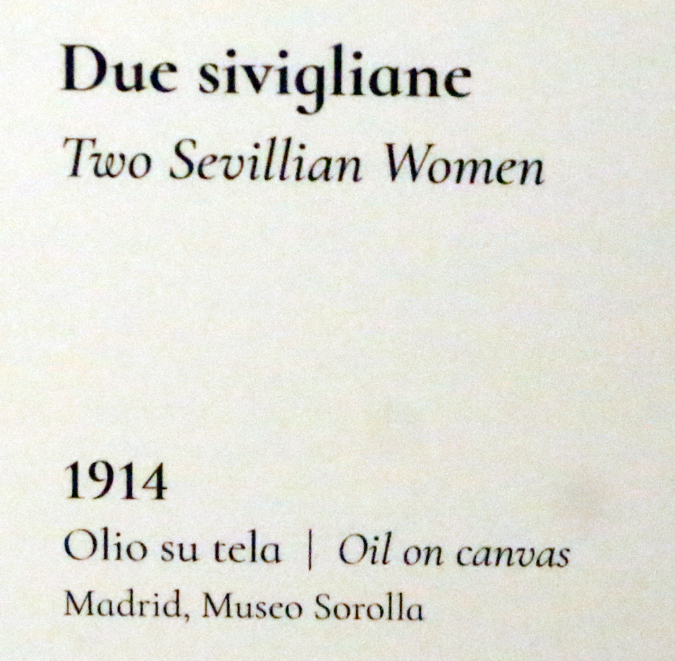 Due sivigliane
Two Sevillian Women
1914
Olio su tela | Oil on canvas
Madrid, Museo Sorolla